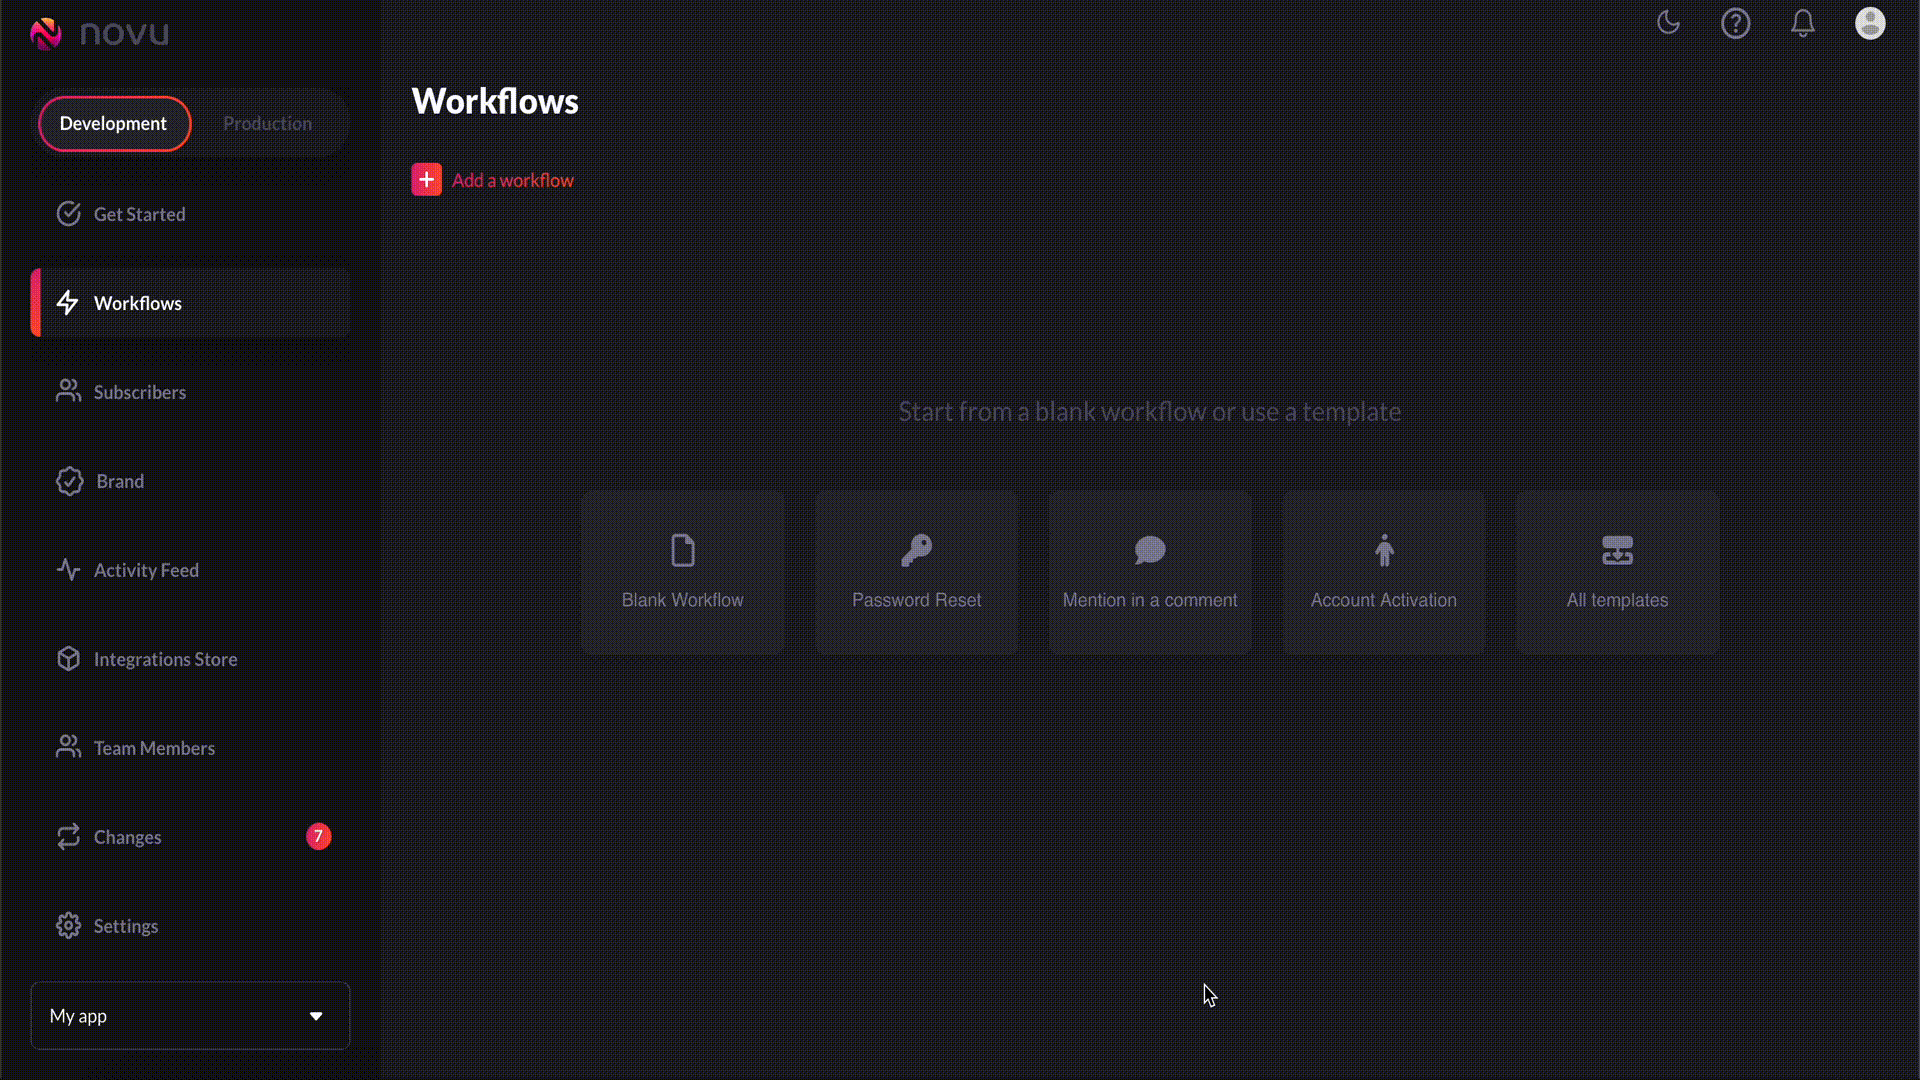 novu
Development
Production
Get Started
Workflows
Subscribers
Brand
Activity Feed
Integrations Store
Team Members
Changes
7
Settings
My app
Workflows
Add a workflow
Start from a blank workflow or use a template
Blank Workflow
Password Reset
Mention in a comment
Account Activation
All templates